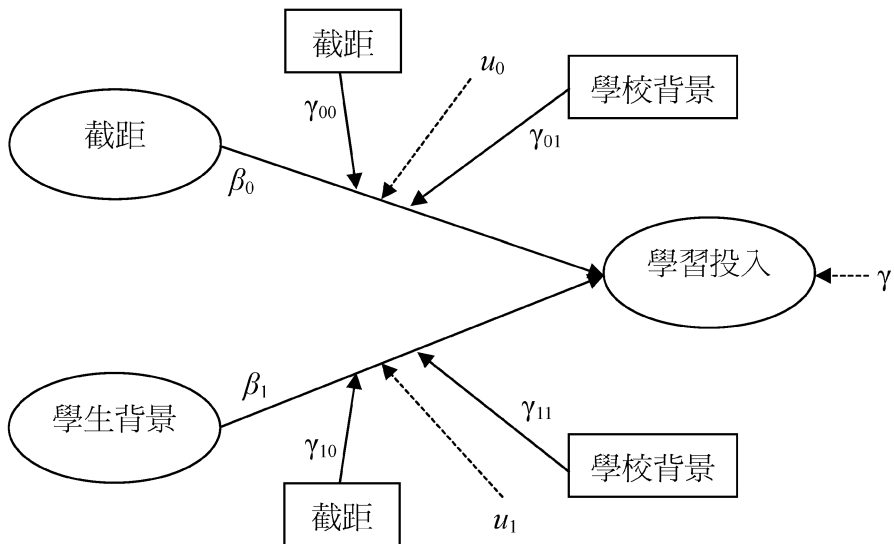 截距
u0
學校背景
截距
γ00
γ01
β0
學習投入
γ
β1
γ11
學生背景
γ10
學校背景
截距
u1